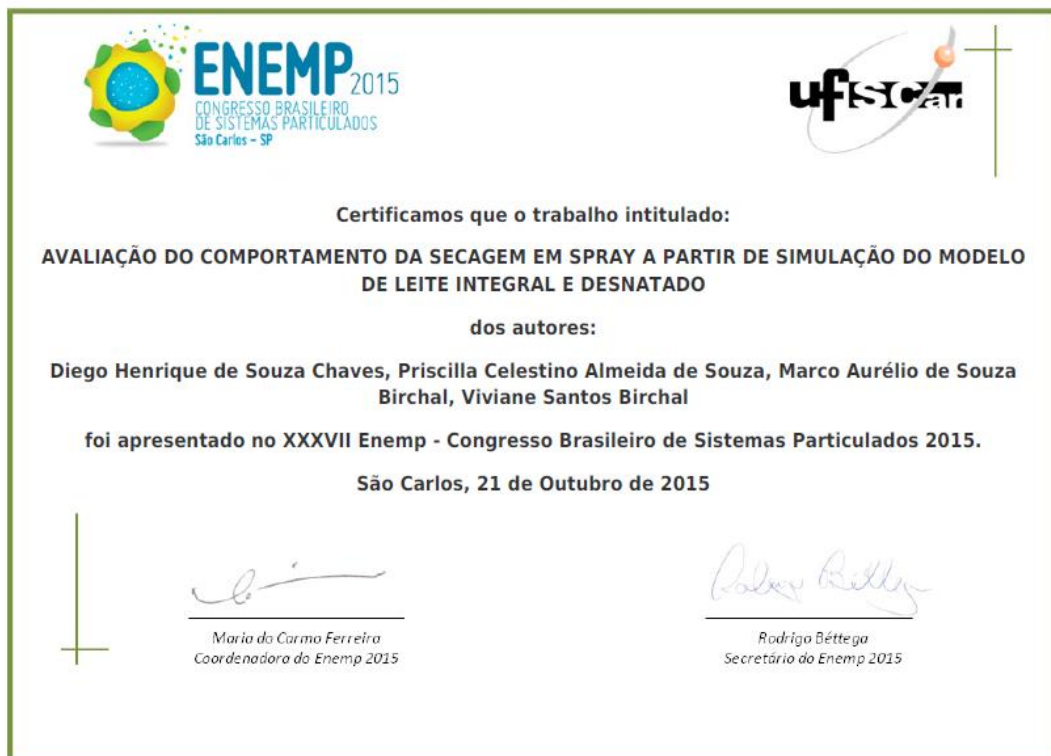 ENEMP2015
CONGRESSO BRASILEIRO
DE SISTEMAS PARTICULADOS
São Carlos - SP
ufscar
Certificamos que o trabalho intitulado:
AVALIAÇÃO DO COMPORTAMENTO DA SECAGEM EM SPRAY A PARTIR DE SIMULAÇÃO DO MODELO
DE LEITE INTEGRAL E DESNATADO
dos autores:
Diego Henrique de Souza Chaves, Priscilla Celestino Almeida de Souza, Marco Aurélio de Souza
Birchal, Viviane Santos Birchal
foi apresentado no XXXVII Enemp - Congresso Brasileiro de Sistemas Particulados 2015.
São Carlos, 21 de Outubro de 2015
Maria do Carmo Ferreira
Coordenadora do Enemp 2015
Rodrigo Béttega
Secretário do Enemp 2015